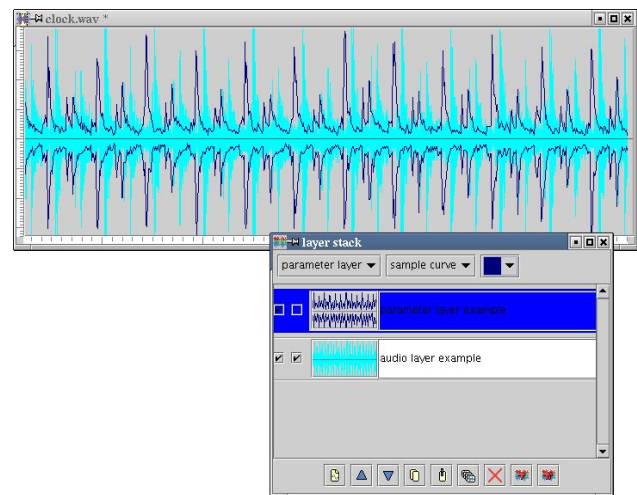 clock.wav *
layer stack
parameter layer
sample curve
parameter layer example
audio layer example